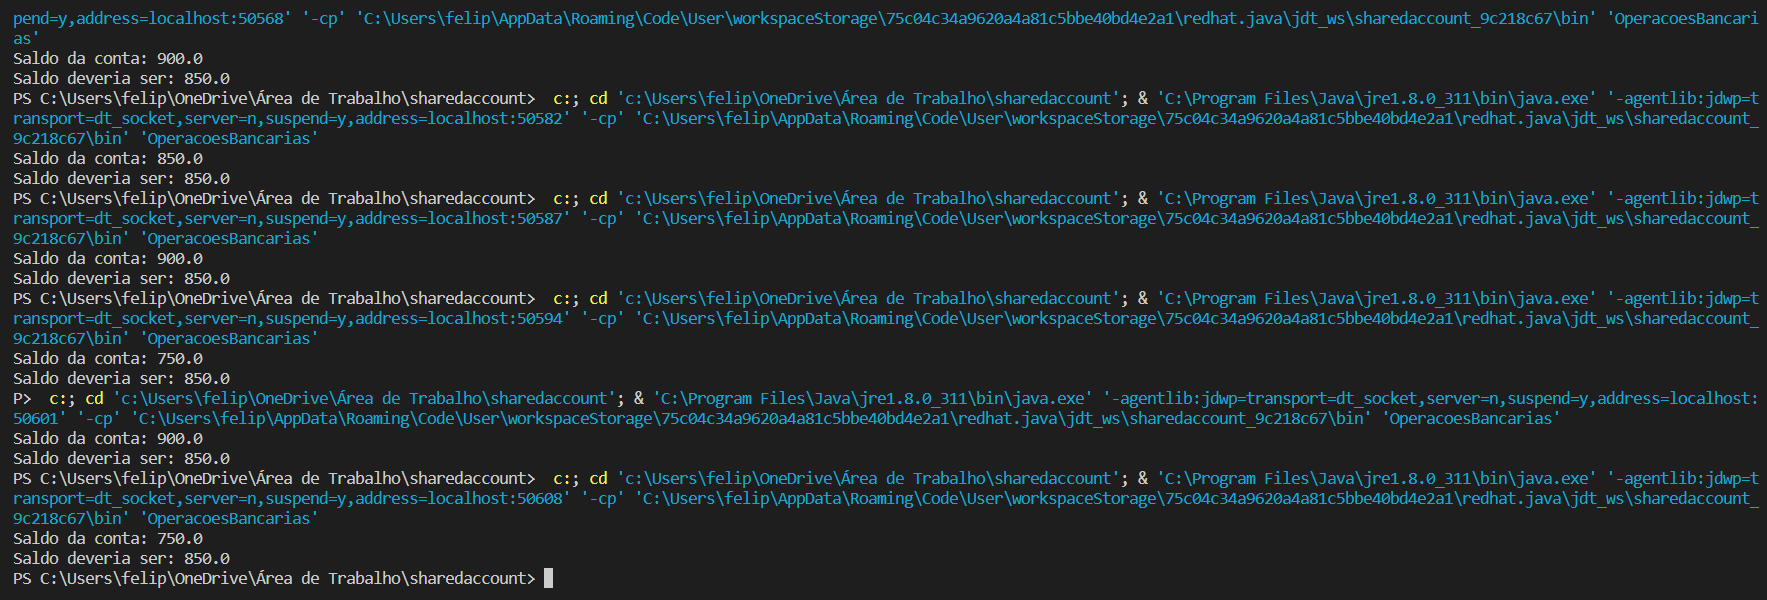 pend=y,address=localhost:50568' '-cp' 'C:\Users\felip\AppData\Roaming\Code\User\workspaceStorage\75c04c34a9620a4a81c5bbe40bd4e2a1\redhat.java\jdt_ws\sharedaccount_9c218c67\bin' 'OperacoesBancari
as'
Saldo da conta: 900.0
Saldo deveria ser: 850.0
PS C:\Users\felip\OneDrive\Área de Trabalho\sharedaccount>  c:; cd 'c:\Users\felip\OneDrive\Área de Trabalho\sharedaccount'; & 'C:\Program Files\Java\jre1.8.0_311\bin\java.exe' '-agentlib:jdwp=t
ransport=dt_socket,server=n,suspend=y,address=localhost:50582' '-cp' 'C:\Users\felip\AppData\Roaming\Code\User\workspaceStorage\75c04c34a9620a4a81c5bbe40bd4e2a1\redhat.java\jdt_ws\sharedaccount_
9c218c67\bin' 'OperacoesBancarias'
Saldo da conta: 850.0
Saldo deveria ser: 850.0
PS C:\Users\felip\OneDrive\Área de Trabalho\sharedaccount>  c:; cd 'c:\Users\felip\OneDrive\Área de Trabalho\sharedaccount'; & 'C:\Program Files\Java\jre1.8.0_311\bin\java.exe' '-agentlib:jdwp=t
ransport=dt_socket,server=n,suspend=y,address=localhost:50587' '-cp' 'C:\Users\felip\AppData\Roaming\Code\User\workspaceStorage\75c04c34a9620a4a81c5bbe40bd4e2a1\redhat.java\jdt_ws\sharedaccount_
9c218c67\bin' 'OperacoesBancarias'
Saldo da conta: 900.0
Saldo deveria ser: 850.0
PS C:\Users\felip\OneDrive\Área de Trabalho\sharedaccount>  c:; cd 'c:\Users\felip\OneDrive\Área de Trabalho\sharedaccount'; & 'C:\Program Files\Java\jre1.8.0_311\bin\java.exe' '-agentlib:jdwp=t
ransport=dt_socket,server=n,suspend=y,address=localhost:50594' '-cp' 'C:\Users\felip\AppData\Roaming\Code\User\workspaceStorage\75c04c34a9620a4a81c5bbe40bd4e2a1\redhat.java\jdt_ws\sharedaccount_
9c218c67\bin' 'OperacoesBancarias'
Saldo da conta: 750.0
Saldo deveria ser: 850.0
P>  c:; cd 'c:\Users\felip\OneDrive\Área de Trabalho\sharedaccount'; & 'C:\Program Files\Java\jre1.8.0_311\bin\java.exe' '-agentlib:jdwp=transport=dt_socket,server=n,suspend=y,address=localhost:
50601' '-cp' 'C:\Users\felip\AppData\Roaming\Code\User\workspaceStorage\75c04c34a9620a4a81c5bbe40bd4e2a1\redhat.java\jdt_ws\sharedaccount_9c218c67\bin' 'OperacoesBancarias'
Saldo da conta: 900.0
Saldo deveria ser: 850.0
PS C:\Users\felip\OneDrive\Área de Trabalho\sharedaccount>  c:; cd 'c:\Users\felip\OneDrive\Área de Trabalho\sharedaccount'; & 'C:\Program Files\Java\jre1.8.0_311\bin\java.exe' '-agentlib:jdwp=t
ransport=dt_socket,server=n,suspend=y,address=localhost:50608' '-cp' 'C:\Users\felip\AppData\Roaming\Code\User\workspaceStorage\75c04c34a9620a4a81c5bbe40bd4e2a1\redhat.java\jdt_ws\sharedaccount_
9c218c67\bin' 'OperacoesBancarias'
Saldo da conta: 750.0
Saldo deveria ser: 850.0
PS C:\Users\felip\OneDrive\Área de Trabalho\sharedaccount>